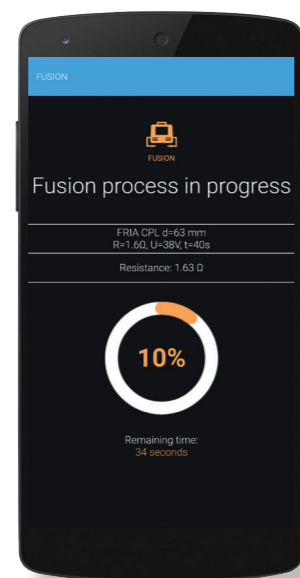 FUSION
FUSION
Fusion process in progress
FRIA CPL d=63 mm
R=1.6Ω, U=38V, t=40s
Resistance: 1.63 Ω
10%
Remaining time:
34 seconds